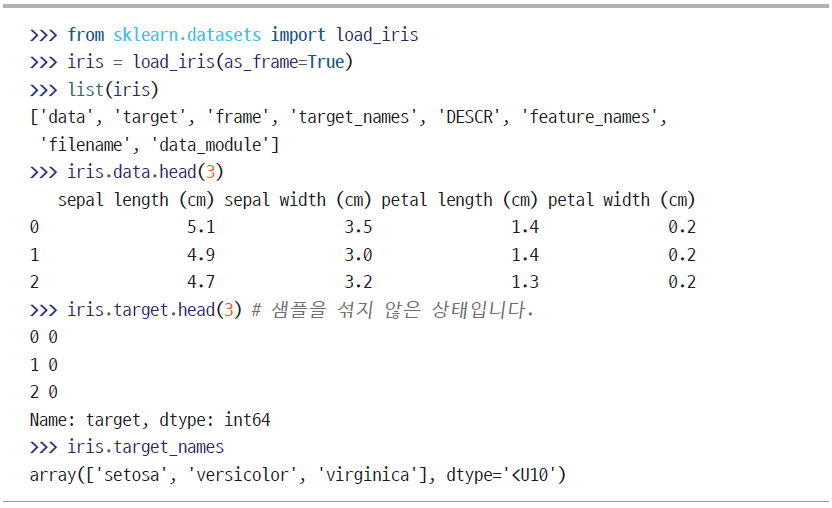 >>> from sklearn.datasets import load_iris
>>> iris = load_iris(as_frame=True)
>>> list(iris)
['data', 'target', 'frame', 'target_names', 'DESCR', 'feature_names',
 'filename', 'data_module']
>>> iris.data.head(3)
   sepal length (cm) sepal width (cm) petal length (cm) petal width (cm)
0                5.1              3.5               1.4              0.2
1                4.9              3.0               1.4              0.2
2                4.7              3.2               1.3              0.2
>>> iris.target.head(3) # 샘플을 섞지 않은 상태입니다.
0 0
1 0
2 0
Name: target, dtype: int64
>>> iris.target_names
array(['setosa', 'versicolor', 'virginica'], dtype='<U10')